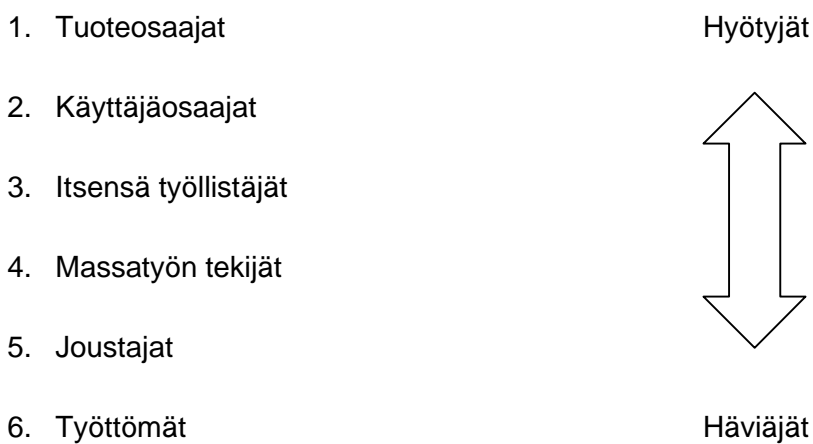 1. Tuoteosaajat Hyötyjät
2. Käyttäjäosaajat
3. Itsensä työllistäjät
4. Massatyön tekijät
5. Joustajat
6. Työttömät Häviäjät